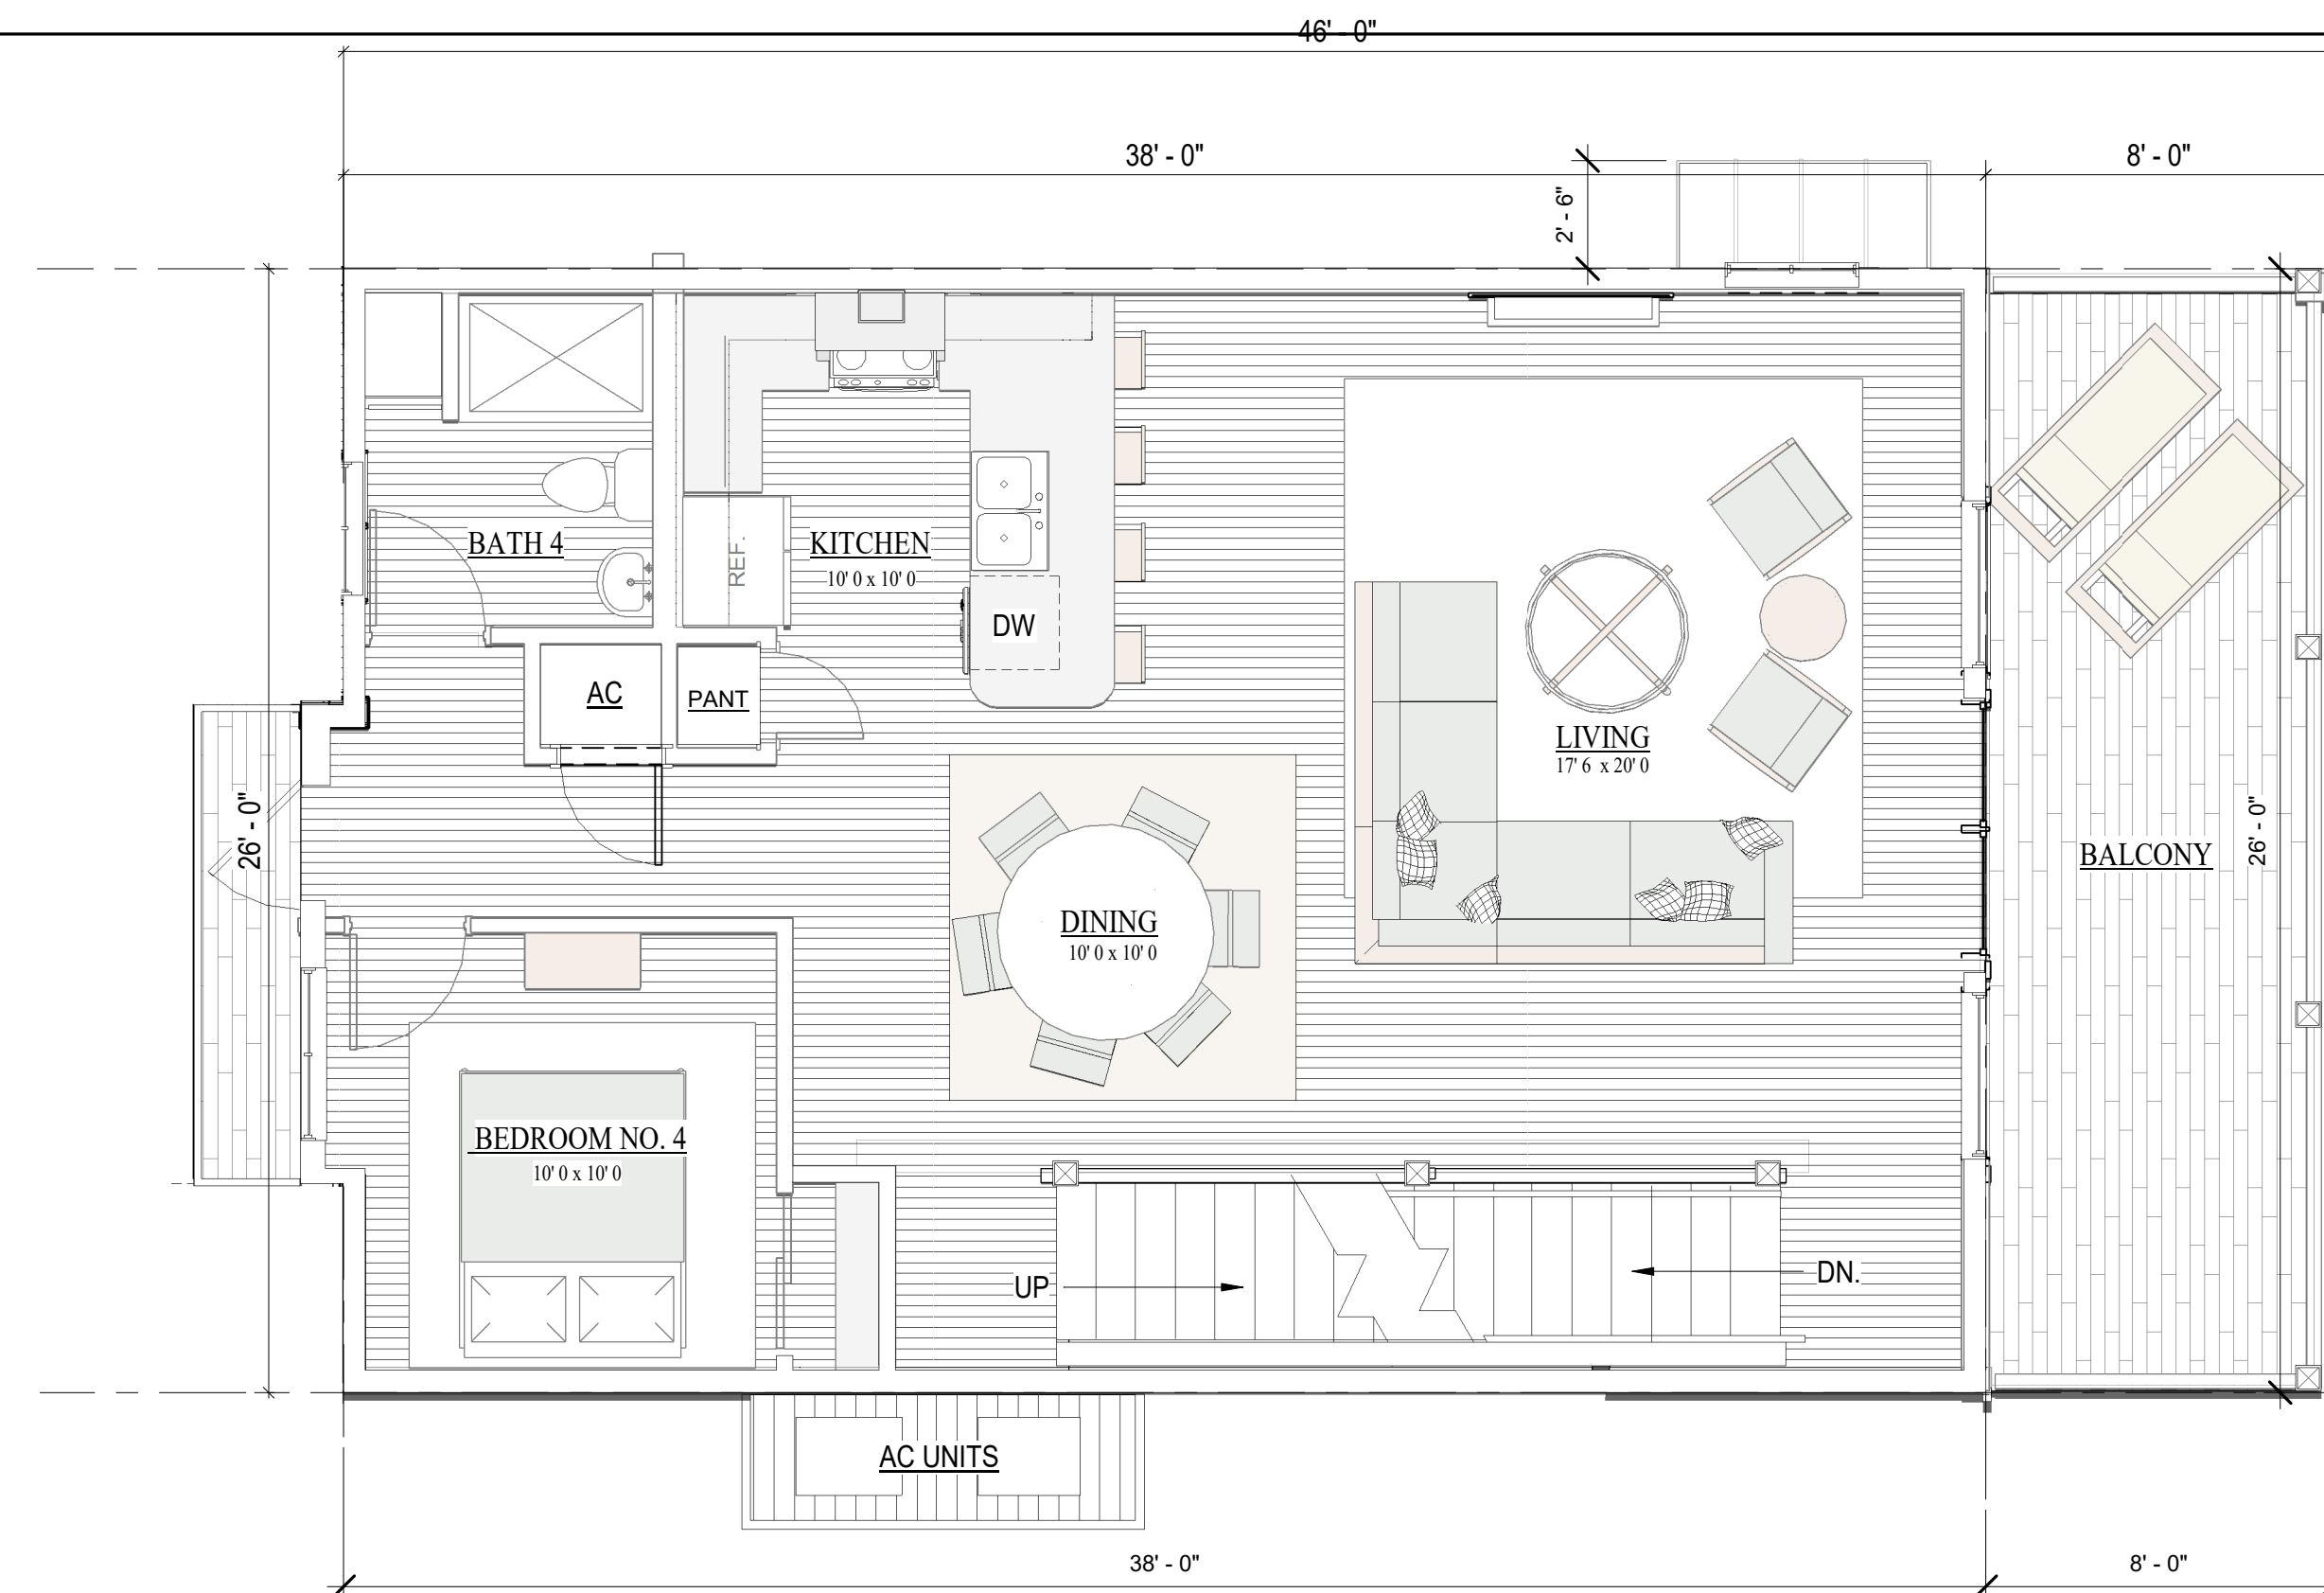 46' - 0"
38' - 0"
8' - 0"
2' - 6"
BATH 4
REF.
KITCHEN
10' 0 x 10' 0
DW
AC
PANT
LIVING
17' 6 x 20' 0
26' - 0"
BALCONY
26' - 0"
DINING
10' 0 x 10' 0
BEDROOM NO. 4
10' 0 x 10' 0
UP
DN.
AC UNITS
38' - 0"
8' - 0"